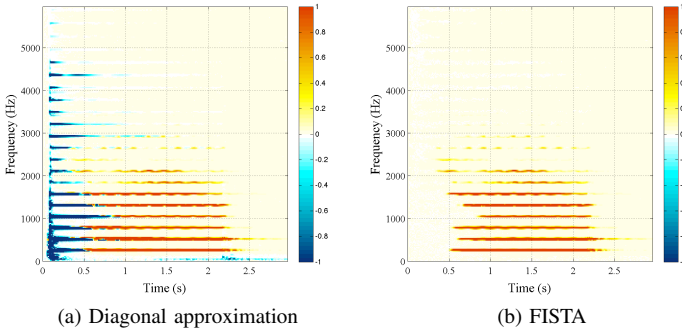 Frequency (Hz)
5000
4000
3000
2000
1000
0
0 0.5 1 1.5 2 2.5
Time (s)
1
0.8
0.6
0.4
0.2
0
-0.2
-0.4
-0.6
-0.8
-1
(a) Diagonal approximation
Frequency (Hz)
5000
4000
3000
2000
1000
0
0 0.5 1 1.5 2 2.5
Time (s)
(b) FISTA